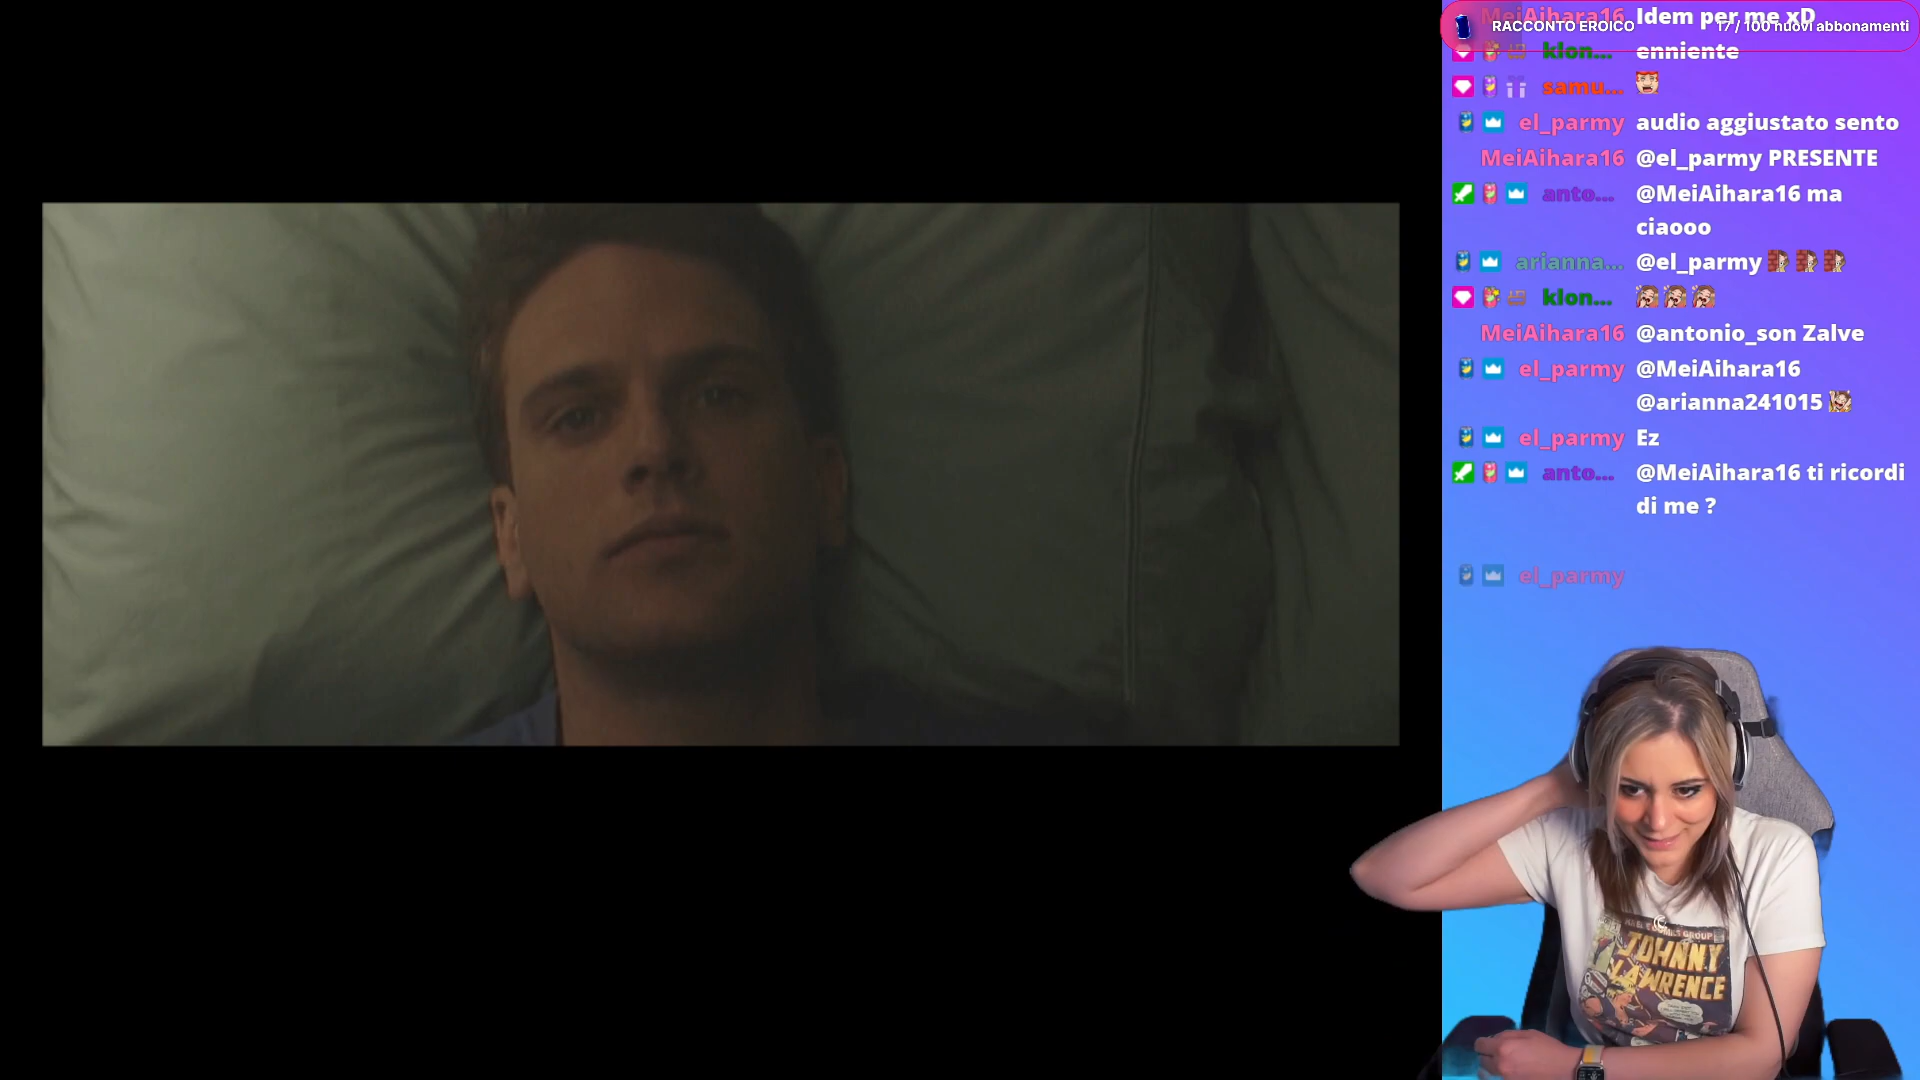 MeiAihara16 Idem per me xD
RACCONTO EROICO 17 / 100 nuovi abbonamenti
klon... enniente
samu...
el_parmy audio aggiustato sento
MeiAihara16 @el_parmy PRESENTE
anto... @MeiAihara16 ma
ciaooo
arianna... @el_parmy
klon...
MeiAihara16 @antonio_son Zalve
el_parmy @MeiAihara16
@arianna241015
el_parmy Ez
anto... @MeiAihara16 ti ricordi
di me ?
el_parmy
JOHNNY
LAWRENCE